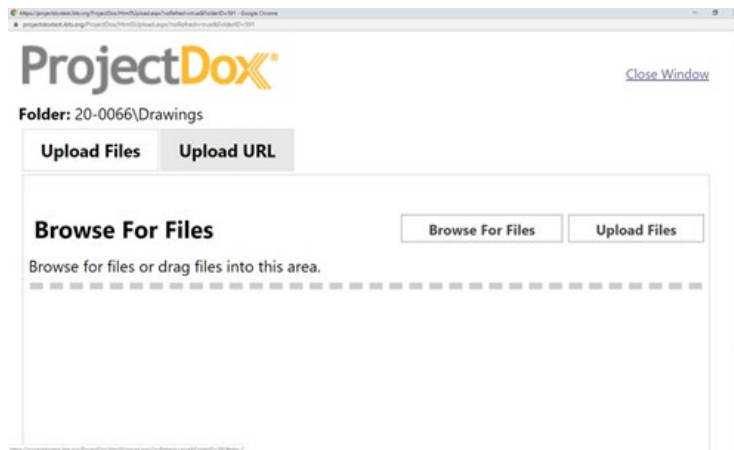 ProjectDox
Close Window
Folder: 20-0066\Drawings
Upload Files Upload URL
Browse For Files
Browse For Files Upload Files
Browse for files or drag files into this area.